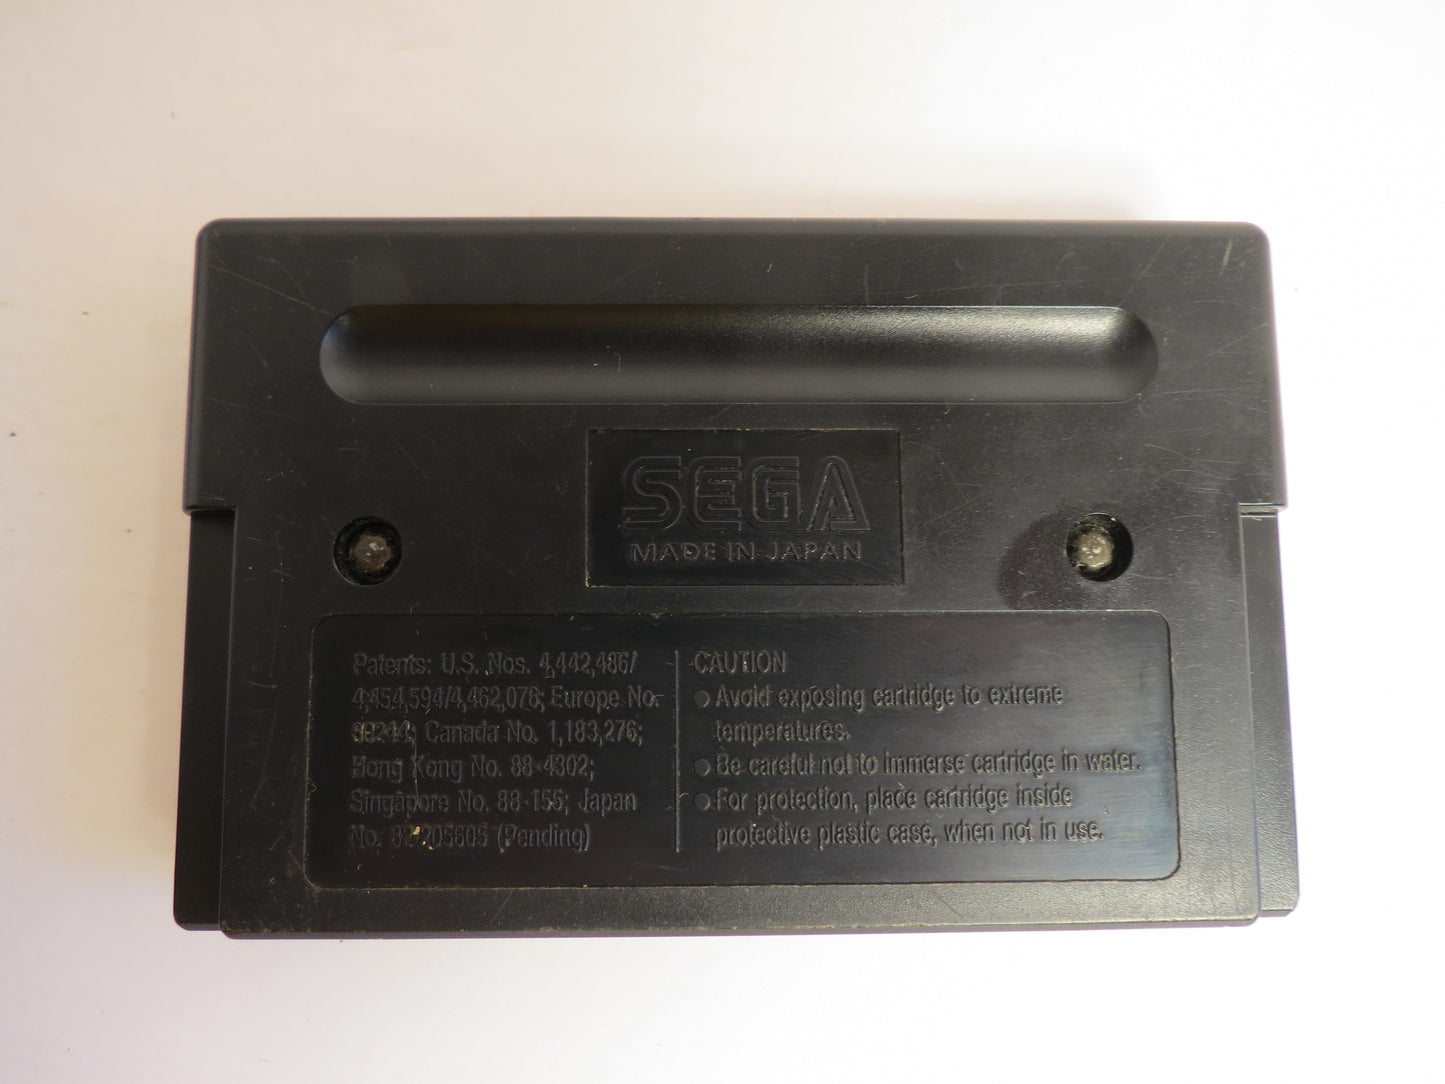 SEGA
MADE IN JAPAN
Patents: U.S. Nos. 4,442,486/
4,454,594/4,462,076; Europe No.
80244; Canada No. 1,183,276;
Hong Kong No. 88-4302;
Singapore No. 88-155; Japan
No. 82-205605 (Pending)
CAUTION
● Avoid exposing cartridge to extreme
temperatures.
● Be careful not to immerse cartridge in water.
● For protection, place cartridge inside
protective plastic case, when not in use.